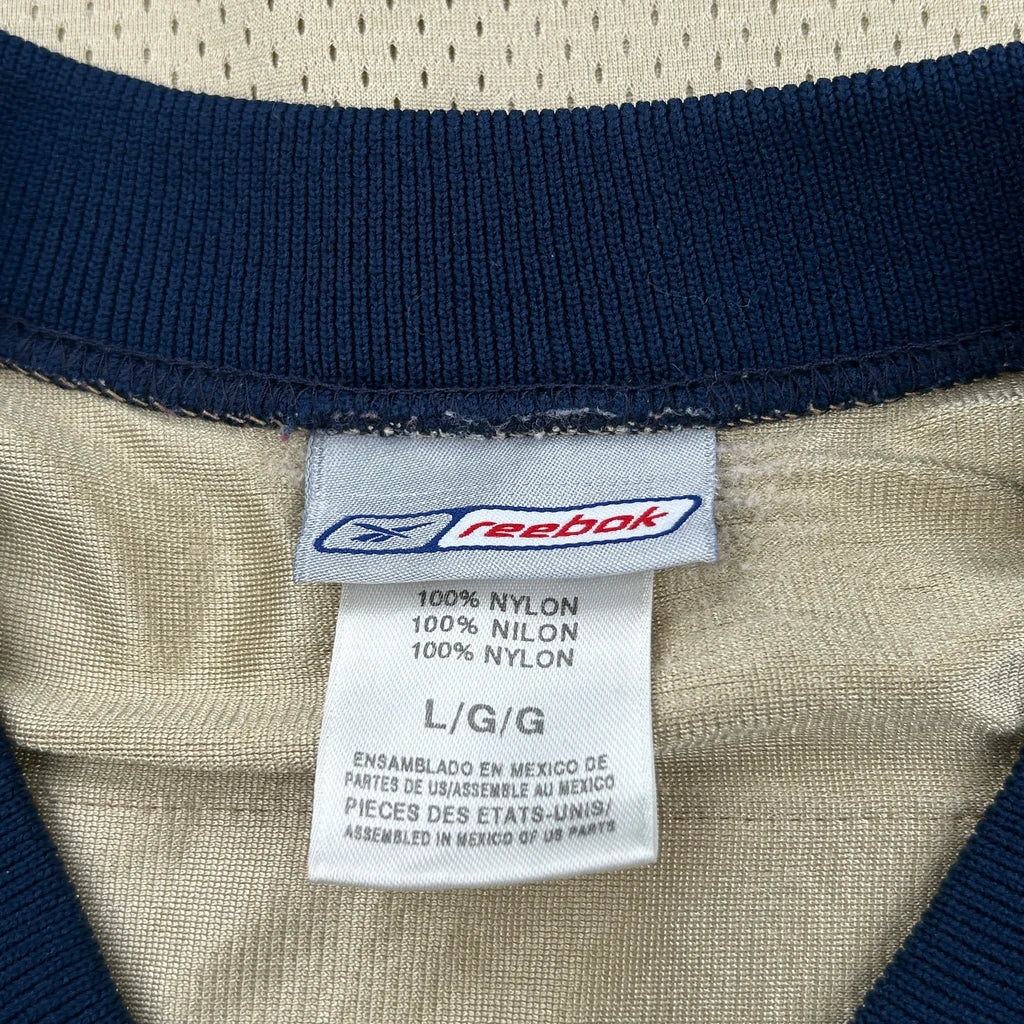 reebok
100% NYLON
100% NILON
100% NYLON
L/G/G
ENSAMBLADO EN MEXICO DE
PARTES DE US/ASSEMBLE AU MEXICO
PIECES DES ETATS-UNIS/
ASSEMBLED IN MEXICO OF US PARTS